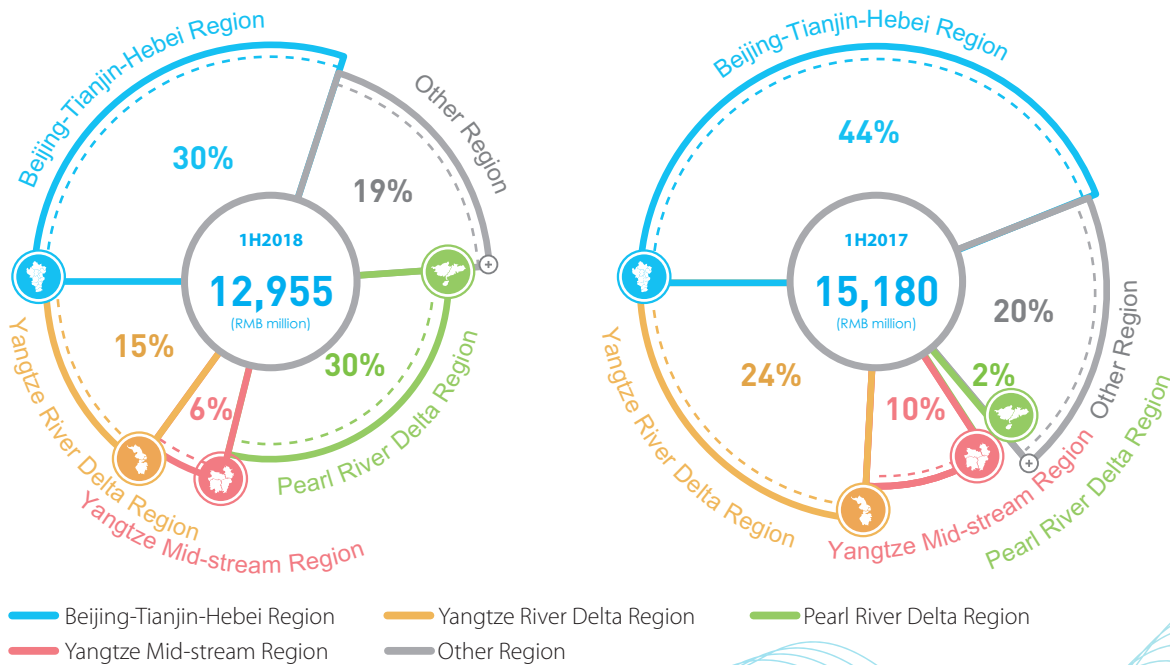 Beijing-Tianjin-Hebei Region
30%
Other Region
19%
1H2018
12,955
(RMB million)
15%
Yangtze River Delta Region
6%
Yangtze Mid-stream Region
30%
Pearl River Delta Region
Beijing-Tianjin-Hebei Region
44%
1H2017
15,180
(RMB million)
20%
Other Region
24%
Yangtze River Delta Region
10%
Yangtze Mid-stream Region
2%
Pearl River Delta Region
Beijing-Tianjin-Hebei Region
Yangtze River Delta Region
Pearl River Delta Region
Yangtze Mid-stream Region
Other Region